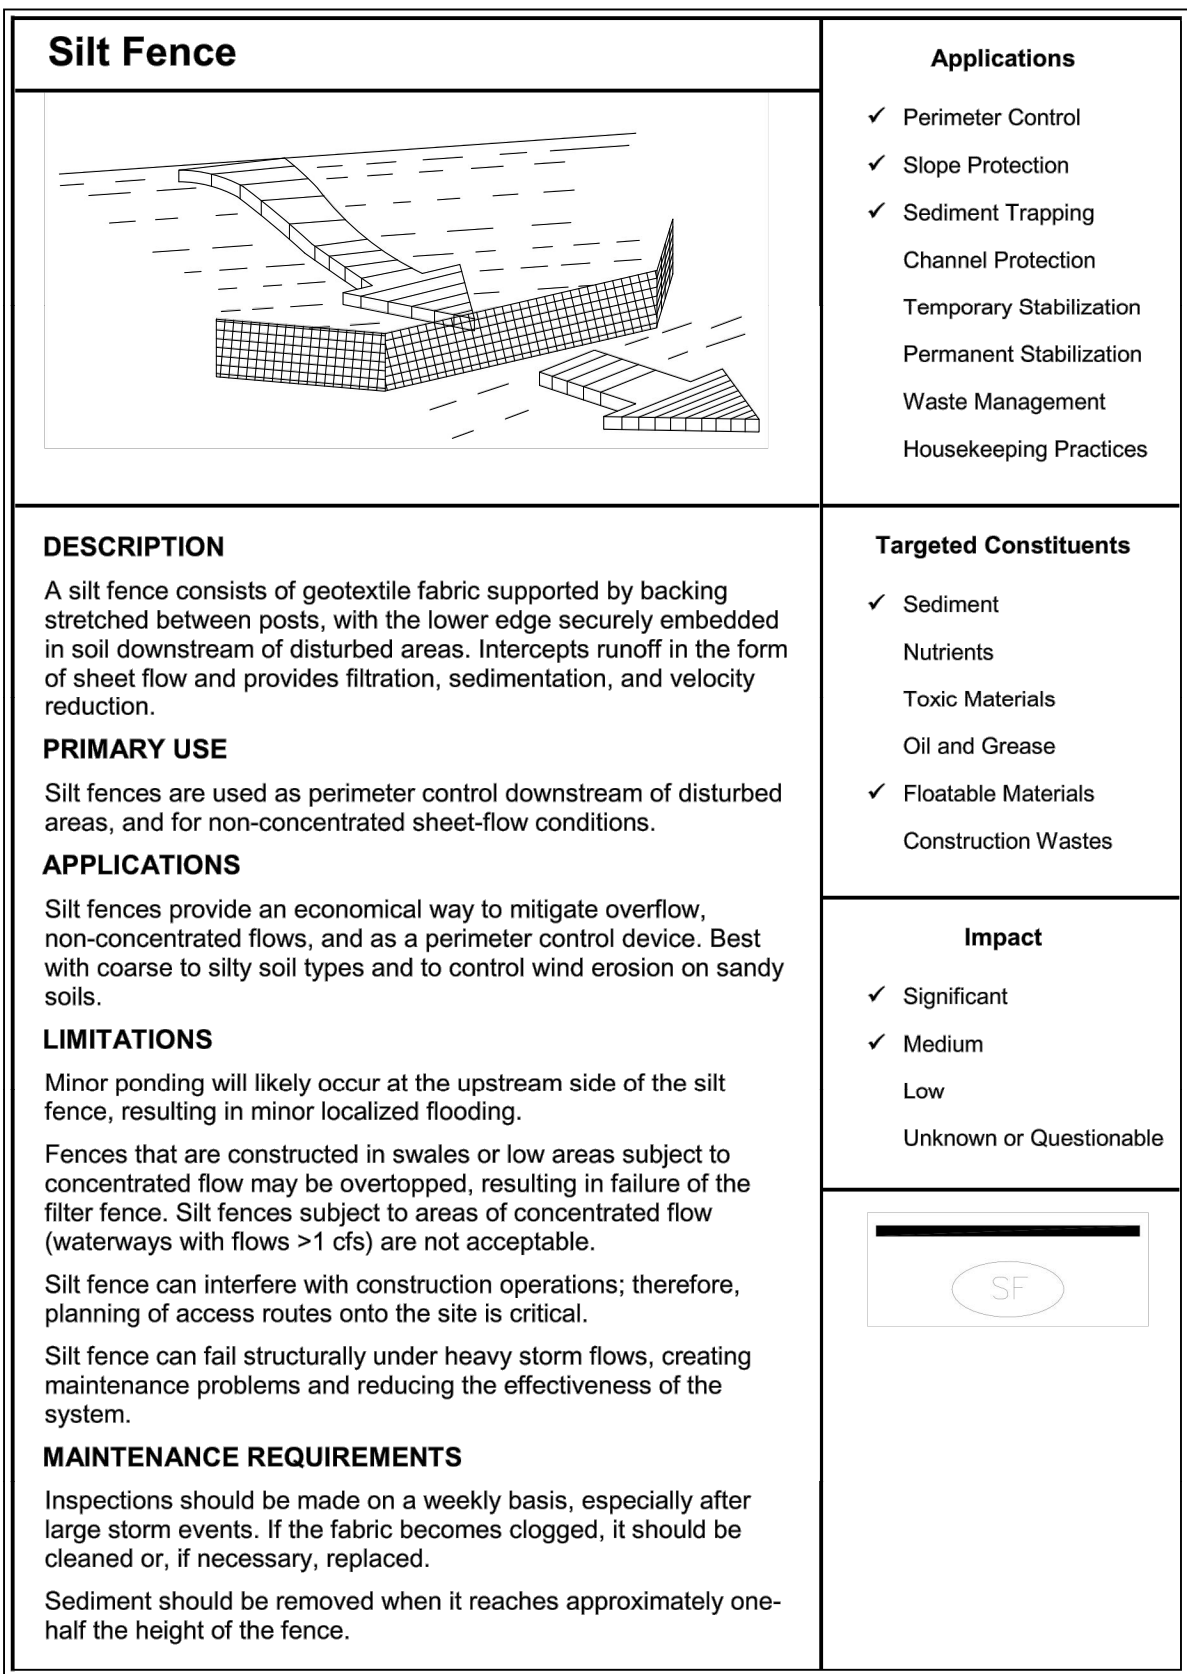 Silt Fence
DESCRIPTION
A silt fence consists of geotextile fabric supported by backing
stretched between posts, with the lower edge securely embedded
in soil downstream of disturbed areas. Intercepts runoff in the form
of sheet flow and provides filtration, sedimentation, and velocity
reduction.
PRIMARY USE
Silt fences are used as perimeter control downstream of disturbed
areas, and for non-concentrated sheet-flow conditions.
APPLICATIONS
Silt fences provide an economical way to mitigate overflow,
non-concentrated flows, and as a perimeter control device. Best
with coarse to silty soil types and to control wind erosion on sandy
soils.
LIMITATIONS
Minor ponding will likely occur at the upstream side of the silt
fence, resulting in minor localized flooding.
Fences that are constructed in swales or low areas subject to
concentrated flow may be overtopped, resulting in failure of the
filter fence. Silt fences subject to areas of concentrated flow
(waterways with flows >1 cfs) are not acceptable.
Silt fence can interfere with construction operations; therefore,
planning of access routes onto the site is critical.
Silt fence can fail structurally under heavy storm flows, creating
maintenance problems and reducing the effectiveness of the
system.
MAINTENANCE REQUIREMENTS
Inspections should be made on a weekly basis, especially after
large storm events. If the fabric becomes clogged, it should be
cleaned or, if necessary, replaced.
Sediment should be removed when it reaches approximately one-
half the height of the fence.
Applications
✓ Perimeter Control
✓ Slope Protection
✓ Sediment Trapping
Channel Protection
Temporary Stabilization
Permanent Stabilization
Waste Management
Housekeeping Practices
Targeted Constituents
✓ Sediment
Nutrients
Toxic Materials
Oil and Grease
✓ Floatable Materials
Construction Wastes
Impact
✓ Significant
✓ Medium
Low
Unknown or Questionable
SF